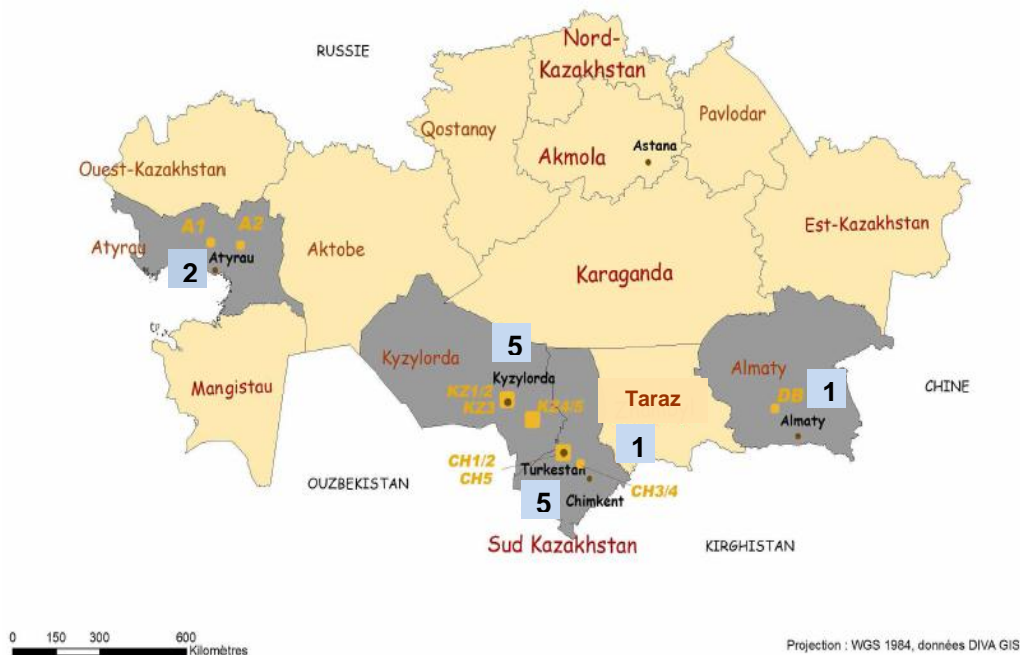 RUSSIE
Nord-
Kazakhstan
Pavlodar
Qostanay
Astana
Akmola
Ouest-Kazakhstan
Est-Kazakhstan
A1
A2
Atyrau
Atyrau
Aktobe
2
Karaganda
5
Kyzylorda
Almaty
Mangistau
Kyzylorda
KZ1/2
KZ3
KZ4/5
Taraz
DB
1
CHINE
Almaty
1
CH1/2
CH5
Turkestan
CH3/4
OUZBEKISTAN
5
Chimkent
Sud Kazakhstan
KIRGHISTAN
0 150 300 600
Kilomètres
Projection : WGS 1984, données DIVA GIS